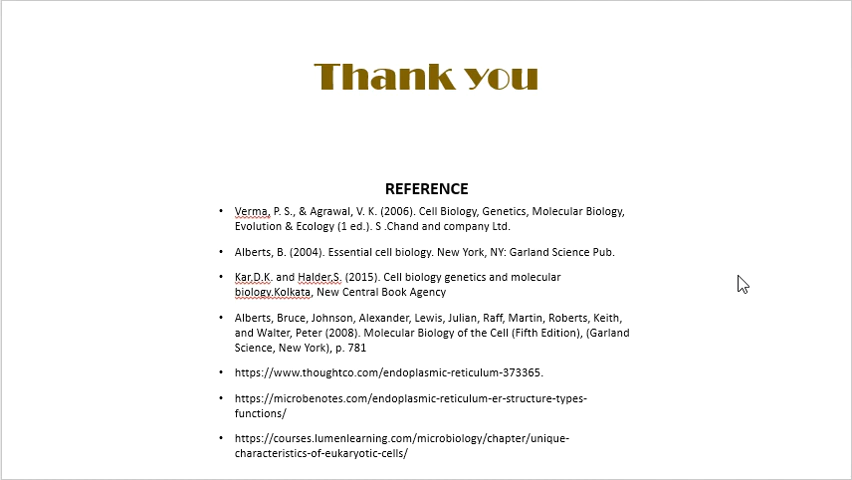 Thank you
REFERENCE
• Verma, P. S., & Agrawal, V. K. (2006). Cell Biology, Genetics, Molecular Biology,
Evolution & Ecology (1 ed.). S .Chand and company Ltd.
• Alberts, B. (2004). Essential cell biology. New York, NY: Garland Science Pub.
• Kar,D.K. and Halder,S. (2015). Cell biology genetics and molecular
biology.Kolkata, New Central Book Agency
• Alberts, Bruce, Johnson, Alexander, Lewis, Julian, Raff, Martin, Roberts, Keith,
and Walter, Peter (2008). Molecular Biology of the Cell (Fifth Edition), (Garland
Science, New York), p. 781
• https://www.thoughtco.com/endoplasmic-reticulum-373365.
• https://microbenotes.com/endoplasmic-reticulum-er-structure-types-
functions/
• https://courses.lumenlearning.com/microbiology/chapter/unique-
characteristics-of-eukaryotic-cells/